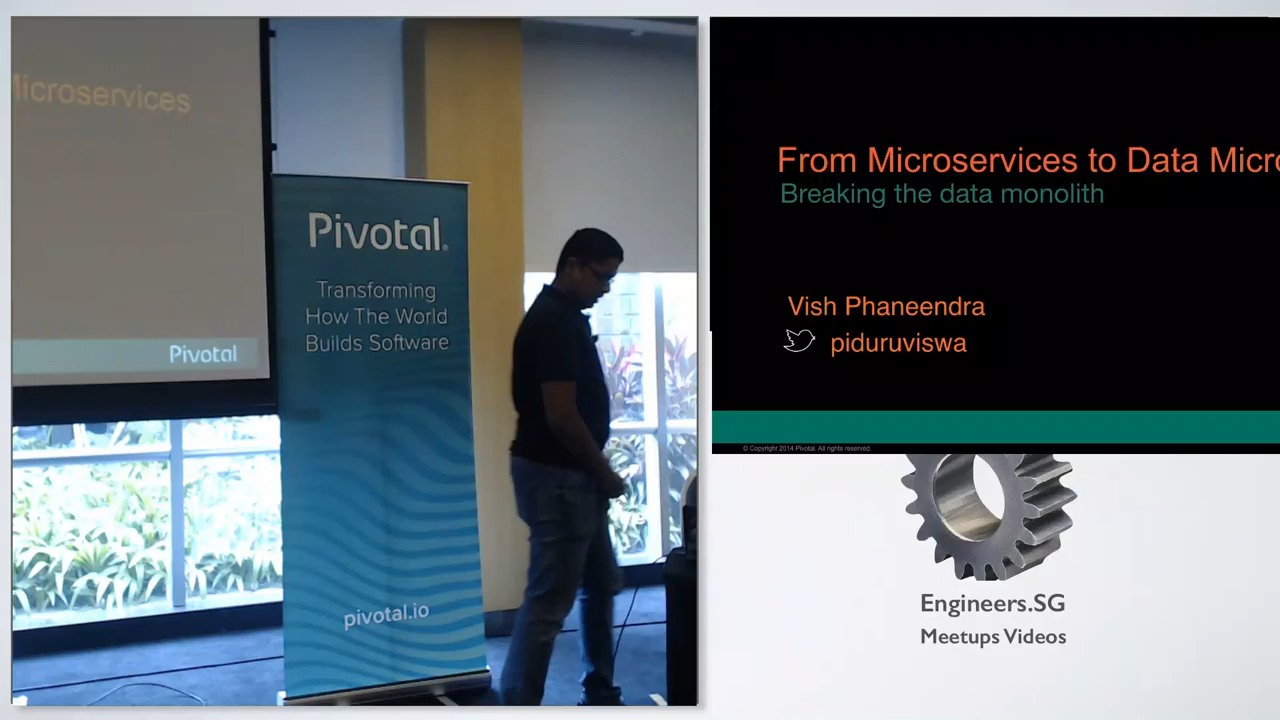 Microservices
Pivotal
Pivotal
Transforming
How The World
Builds Software
pivotal.io
From Microservices to Data Micro
Breaking the data monolith
Vish Phaneendra
piduruviswa
© Copyright 2014 Pivotal. All rights reserved.
Engineers.SG
Meetups Videos